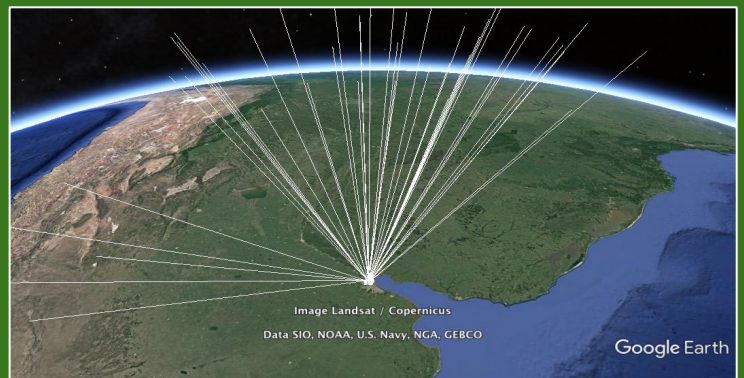 Image Landsat / Copernicus
Data SIO, NOAA, U.S. Navy, NGA, GEBCO
Google Earth